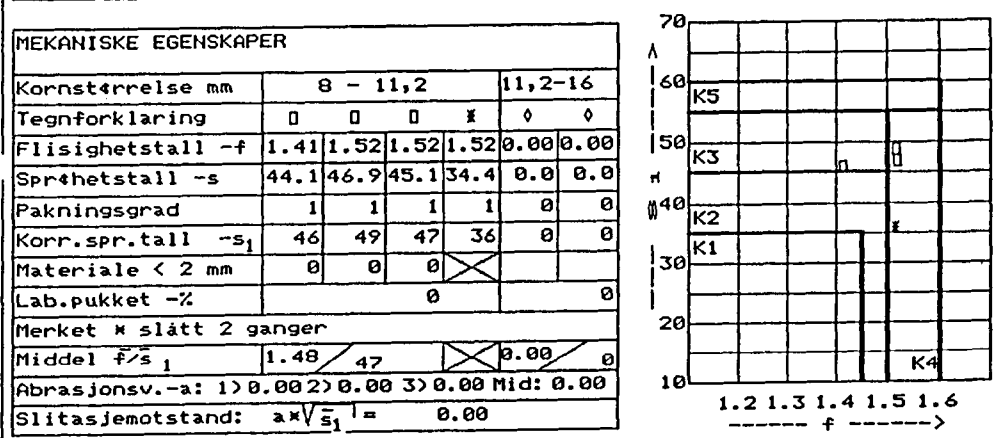 MEKANISKE EGENSKAPER
Kornst¢rrelse mm 8 - 11,2 11,2-16
Tegnforklaring ▯ ▯ ▯ * ◊ ◊
Flisighetstall -f 1.41 1.52 1.52 1.52 0.00 0.00
Spr¢hetstall -s 44.1 46.9 45.1 34.4 0.0 0.0
Pakningsgrad 1 1 1 1 0 0
Korr.spr.tall -s₁ 46 49 47 36 0 0
Materiale < 2 mm 0 0 0
Lab.pukket -% 0 0
Merket * slått 2 ganger
Middel f̄/s̄ 1 1.48 / 47 0.00 / 0
Abrasjonsv.-a: 1)0.00 2)0.00 3)0.00 Mid: 0.00
Slitasjemotstand: a*√s̄₁ = 0.00
70
60
K5
50
K3
40
K2
K1
30
20
K4
10
1.2 1.3 1.4 1.5 1.6
------ f ------>